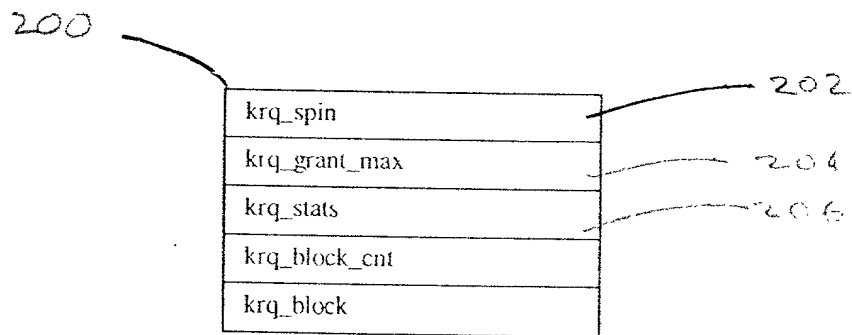 200
202
krq_spin
krq_grant_max
204
krq_stats
206
krq_block_cnt
krq_block